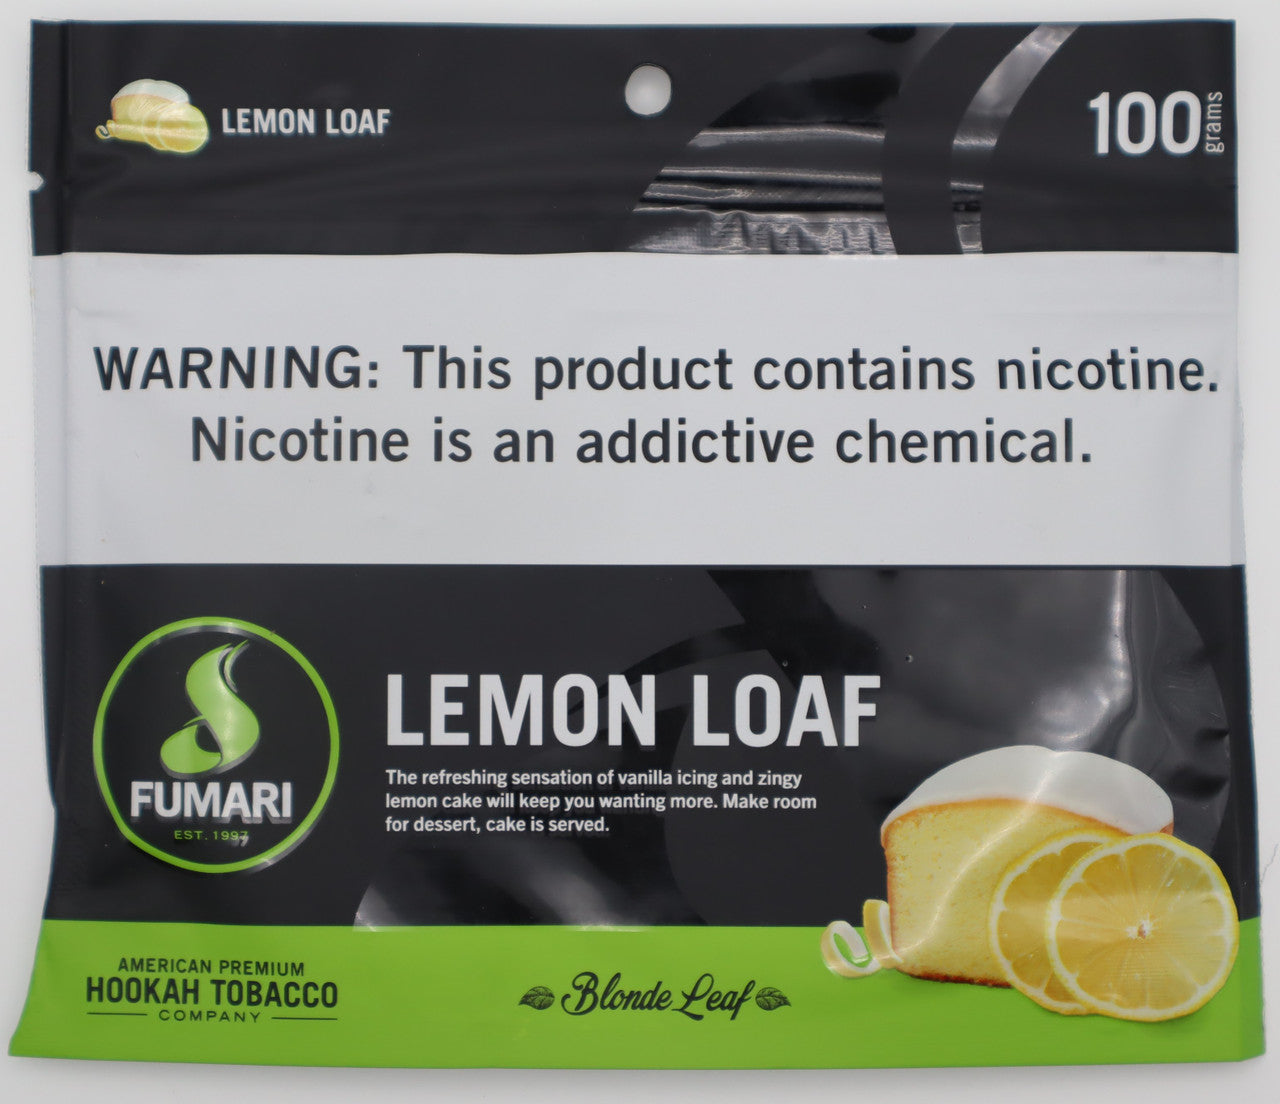 LEMON LOAF
100 grams
WARNING: This product contains nicotine.
Nicotine is an addictive chemical.
FUMARI
EST. 1997
LEMON LOAF
The refreshing sensation of vanilla icing and zingy
lemon cake will keep you wanting more. Make room
for dessert, cake is served.
AMERICAN PREMIUM
HOOKAH TOBACCO
COMPANY
Blonde Leaf